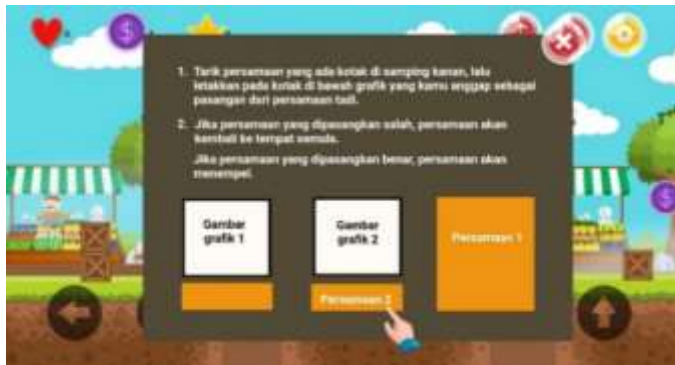 1. Tarik persamaan yang ada kotak di samping kanan, lalu
letakkan pada kotak di bawah grafik yang kamu anggap sebagai
pasangan dari persamaan tadi.
2. Jika persamaan yang dipasangkan salah, persamaan akan
kembali ke tempat semula.
Jika persamaan yang dipasangkan benar, persamaan akan
menempel.
Gambar
grafik 1
Gambar
grafik 2
Persamaan 1
Persamaan 2